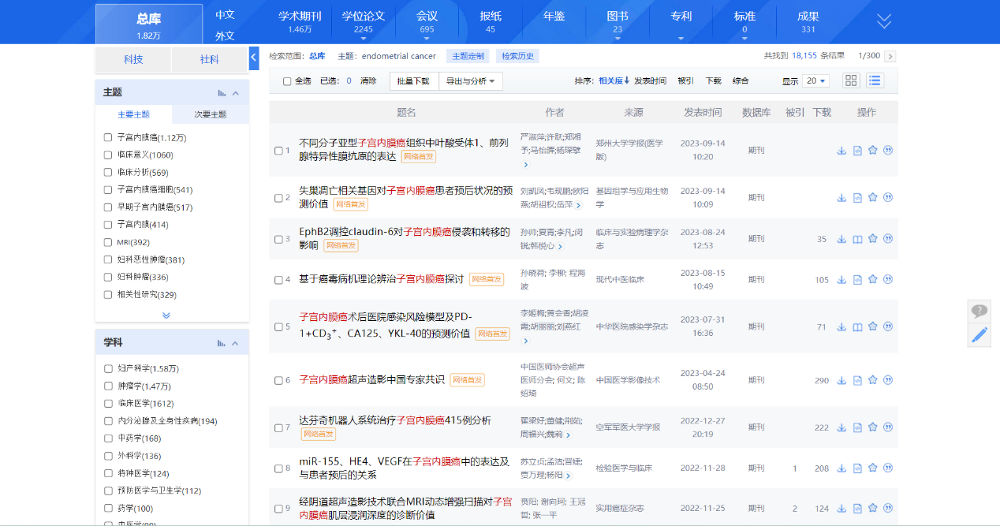 总库
1.82万
中文
外文
学术期刊
1.46万
学位论文
2245
会议
695
报纸
45
年鉴
图书
23
专利
标准
0
成果
331
科技
社科
检索范围：总库 主题：endometrial cancer 主题定制 检索历史
共找到 18,155 条结果 1/300
全选 已选：0 清除 批量下载 导出与分析
排序：相关度 发表时间 被引 下载 综合 显示 20
主题
主要主题 次要主题
子宫内膜癌(1.12万)
临床意义(1060)
临床分析(569)
子宫内膜癌细胞(541)
早期子宫内膜癌(517)
子宫内膜(414)
MRI(392)
妇科恶性肿瘤(381)
妇科肿瘤(336)
相关性研究(329)
学科
妇产科学(1.58万)
肿瘤学(1.47万)
临床医学(1612)
内分泌腺及全身性疾病(194)
中药学(168)
外科学(136)
特种医学(124)
预防医学与卫生学(112)
药学(100)
题名 作者 来源 发表时间 数据库 被引 下载 操作
1
不同分子亚型子宫内膜癌组织中叶酸受体1、前列
腺特异性膜抗原的表达 网络首发
郑州大学学报(医学
版)
2023-09-14
10:20
期刊
2
失巢凋亡相关基因对子宫内膜癌患者预后状况的预
测价值 网络首发
刘凯凤;韦现鹏;欧阳
燕;胡祖权;岳萍
基因组学与应用生物
学
2023-09-14
10:09
期刊
3
EphB2调控claudin-6对子宫内膜癌侵袭和转移的
影响 网络首发
孙帅;夏青;李凡;闵
锐;韩悦心
临床与实验病理学杂
志
2023-08-24
12:53
期刊
35
4
基于癌毒病机理论辨治子宫内膜癌探讨 网络首发
孙晓荷; 李柳; 程海
波
现代中医临床
2023-08-15
10:49
期刊
105
5
子宫内膜癌术后医院感染风险模型及PD-
1+CD₃⁺、CA125、YKL-40的预测价值 网络首发
李姬梅;黄会香;胡凌
霞;胡丽丽;刘燕红
中华医院感染学杂志
2023-07-31
16:36
期刊
71
6
子宫内膜癌超声造影中国专家共识 网络首发
中国医师协会超声
医师分会; 何文; 陈
绍琦
中国医学影像技术
2023-04-24
08:50
期刊
290
7
达芬奇机器人系统治疗子宫内膜癌415例分析
网络首发
翟梁好;董健;荆茹;
周福兴;魏莉
空军军医大学学报
2022-12-27
20:19
期刊
222
8
miR-155、HE4、VEGF在子宫内膜癌中的表达及
与患者预后的关系
苏立贞;孟洁;晋婕;
贾万理;杨阳
检验医学与临床
2022-11-28
期刊
1
208
9
经阴道超声造影技术联合MRI动态增强扫描对子宫
内膜癌肌层浸润深度的诊断价值
贾阳; 谢向珂; 王冠
哲; 张一平
实用癌症杂志
2022-11-25
期刊
2
124